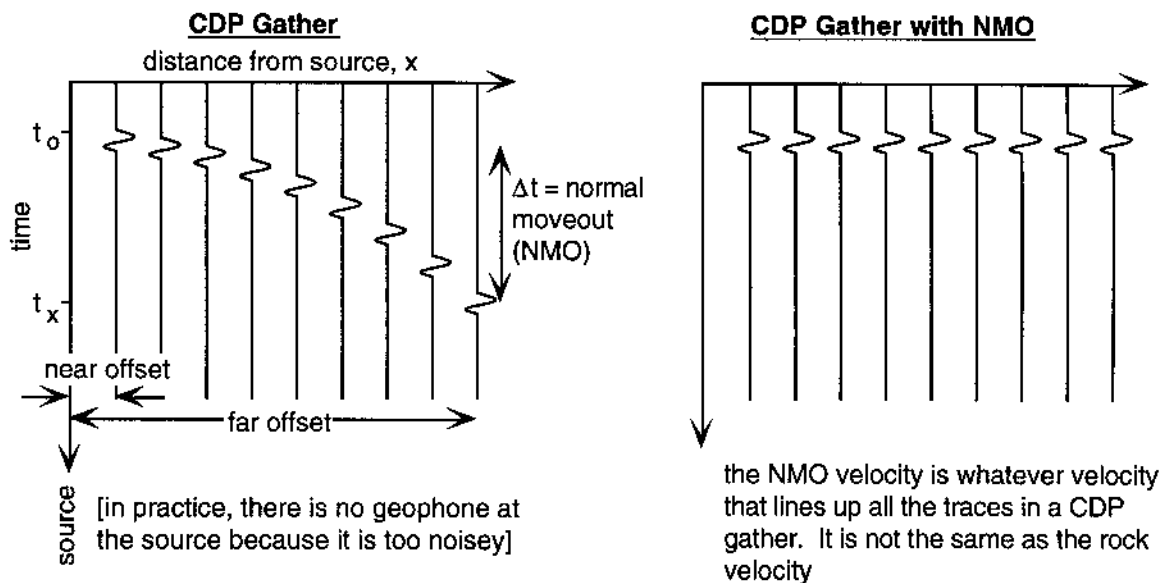 CDP Gather
distance from source, x
to
time
tx
Δt = normal
moveout
(NMO)
near offset
far offset
source
[in practice, there is no geophone at
the source because it is too noisey]
CDP Gather with NMO
the NMO velocity is whatever velocity
that lines up all the traces in a CDP
gather. It is not the same as the rock
velocity